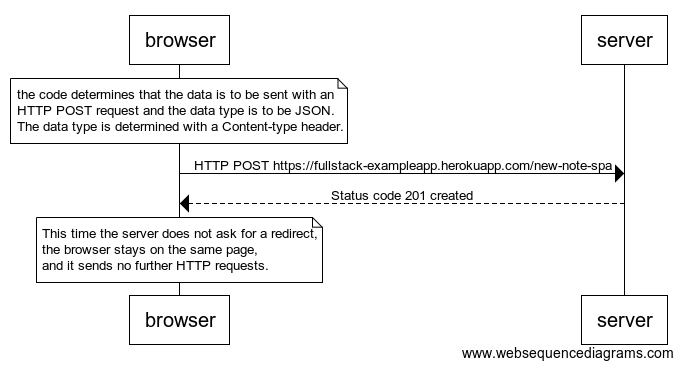 browser
server
the code determines that the data is to be sent with an
HTTP POST request and the data type is to be JSON.
The data type is determined with a Content-type header.
HTTP POST https://fullstack-exampleapp.herokuapp.com/new-note-spa
Status code 201 created
This time the server does not ask for a redirect,
the browser stays on the same page,
and it sends no further HTTP requests.
browser
server
www.websequencediagrams.com